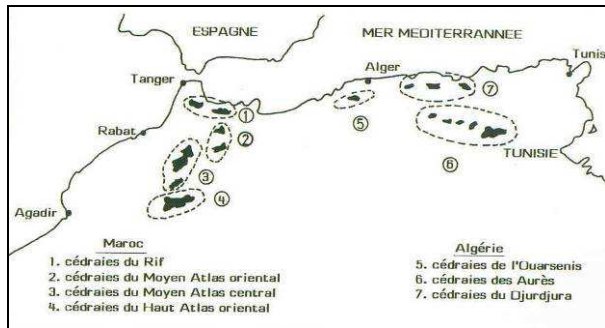 ESPAGNE
MER MEDITERRANNEE
Tanger
Alger
Tunis
Rabat
Agadir
TUNISIE
1
2
3
4
5
6
7
Maroc
1. cédraies du Rif
2. cédraies du Moyen Atlas oriental
3. cédraies du Moyen Atlas central
4. cédraies du Haut Atlas oriental
Algérie
5. cédraies de l'Ouarsenis
6. cédraies des Aurès
7. cédraies du Djurdjura